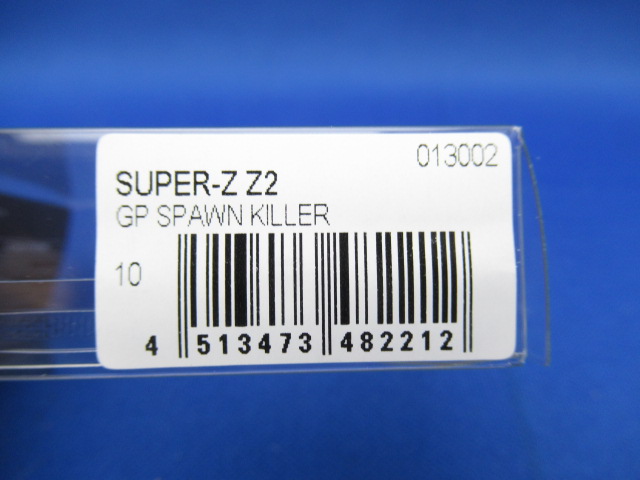 013002
SUPER-Z Z2
GP SPAWN KILLER
10
4 513473 482212